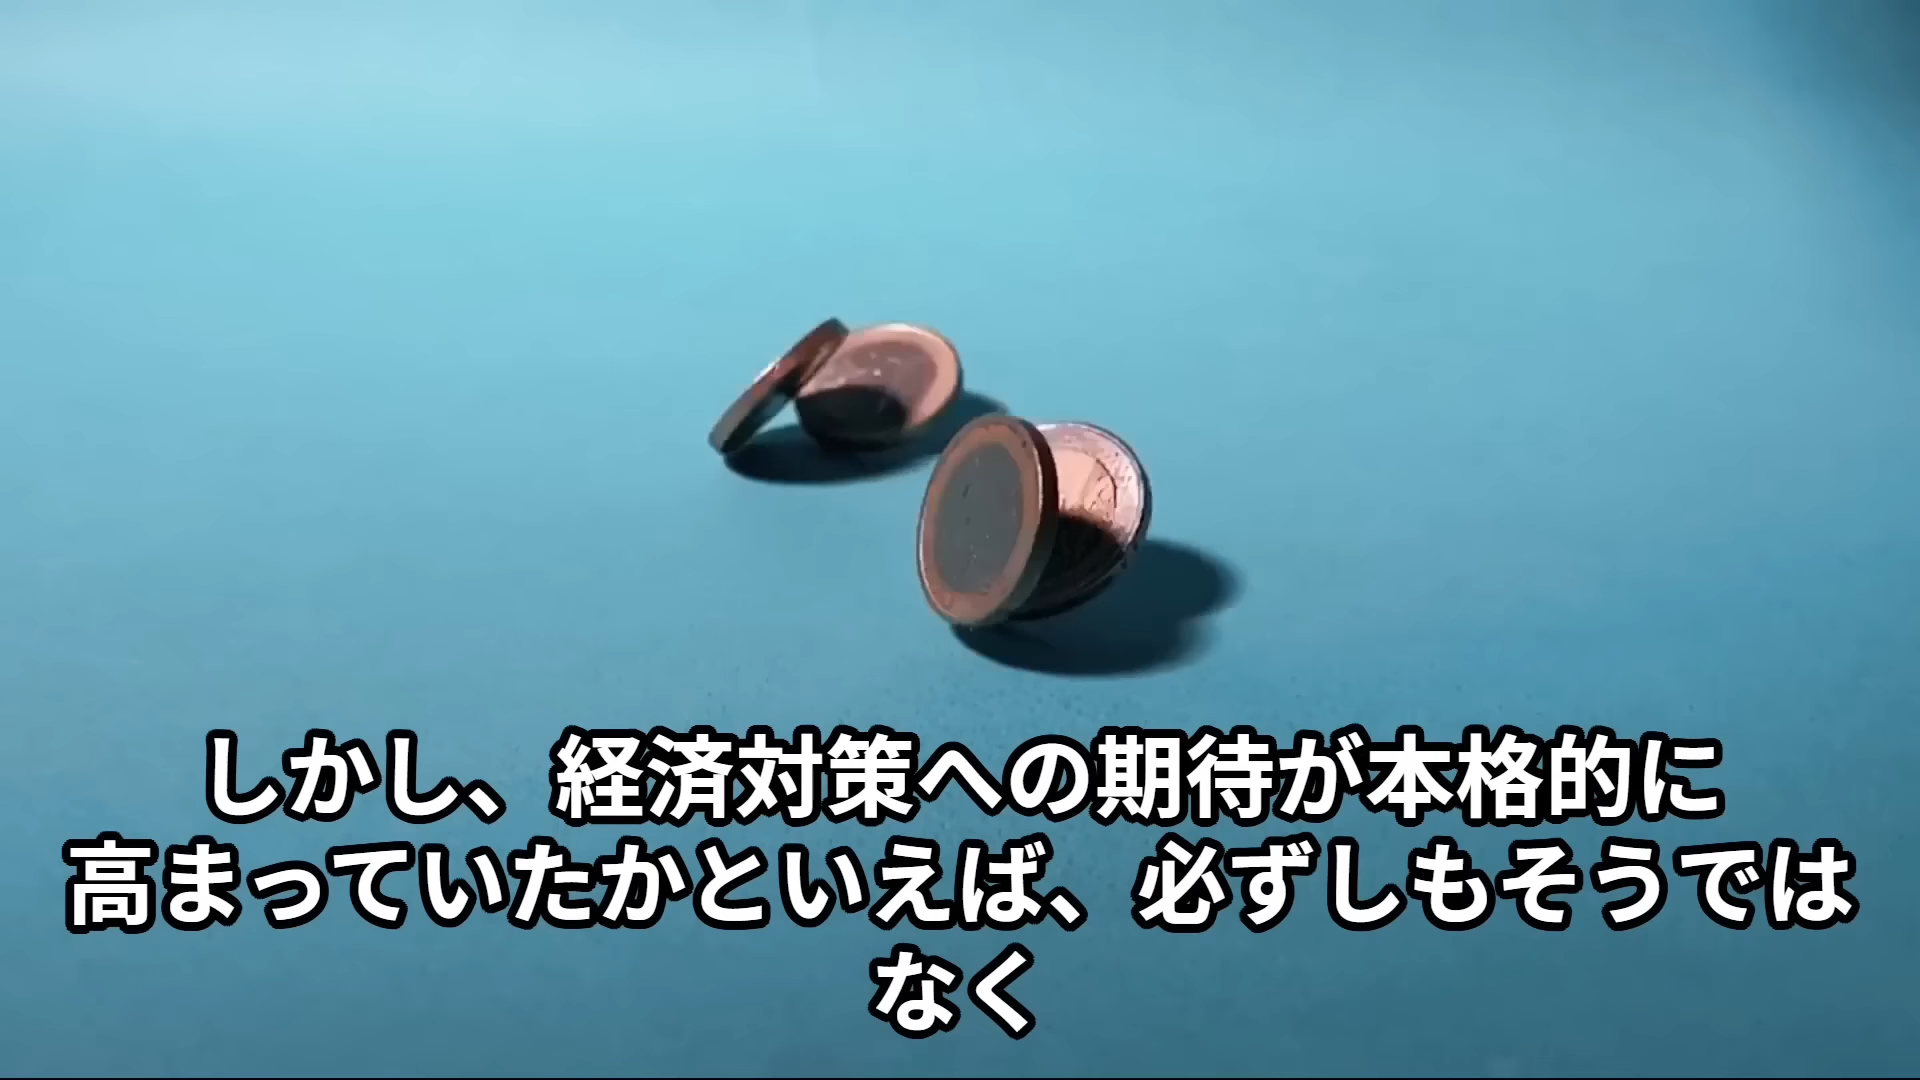 しかし、経済対策への期待が本格的に
高まっていたかといえば、必ずしもそうでは
なく